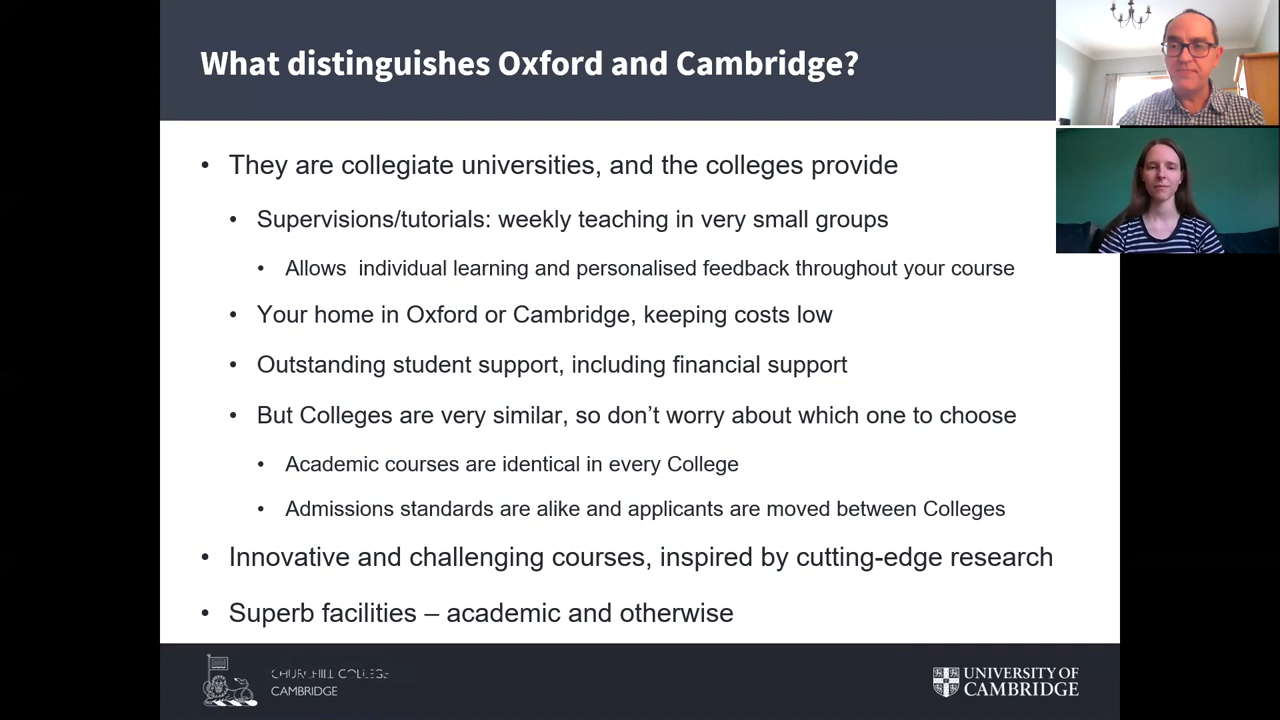 What distinguishes Oxford and Cambridge?
• They are collegiate universities, and the colleges provide
• Supervisions/tutorials: weekly teaching in very small groups
• Allows individual learning and personalised feedback throughout your course
• Your home in Oxford or Cambridge, keeping costs low
• Outstanding student support, including financial support
• But Colleges are very similar, so don’t worry about which one to choose
• Academic courses are identical in every College
• Admissions standards are alike and applicants are moved between Colleges
• Innovative and challenging courses, inspired by cutting-edge research
• Superb facilities – academic and otherwise
CHURCHILL COLLEGE
CAMBRIDGE
UNIVERSITY OF
CAMBRIDGE